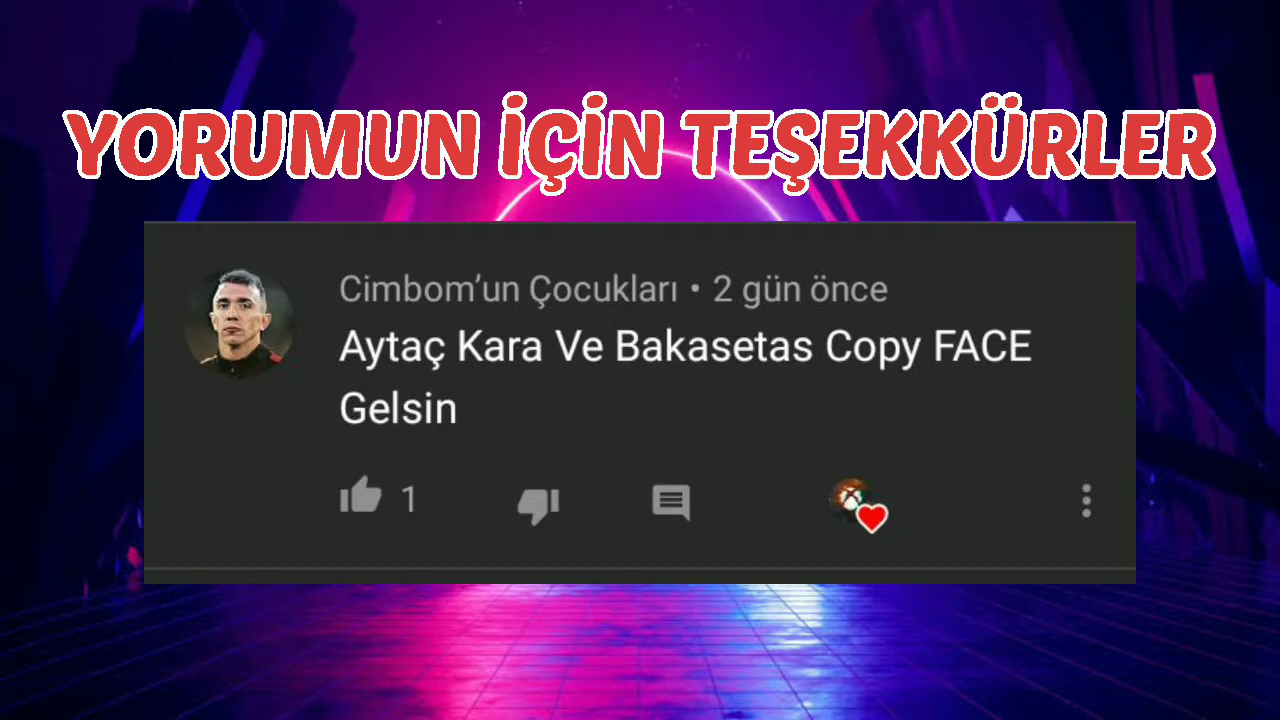 YORUMUN İÇİN TEŞEKKÜRLER
Cimbom'un Çocukları • 2 gün önce
Aytaç Kara Ve Bakasetas Copy FACE
Gelsin
1